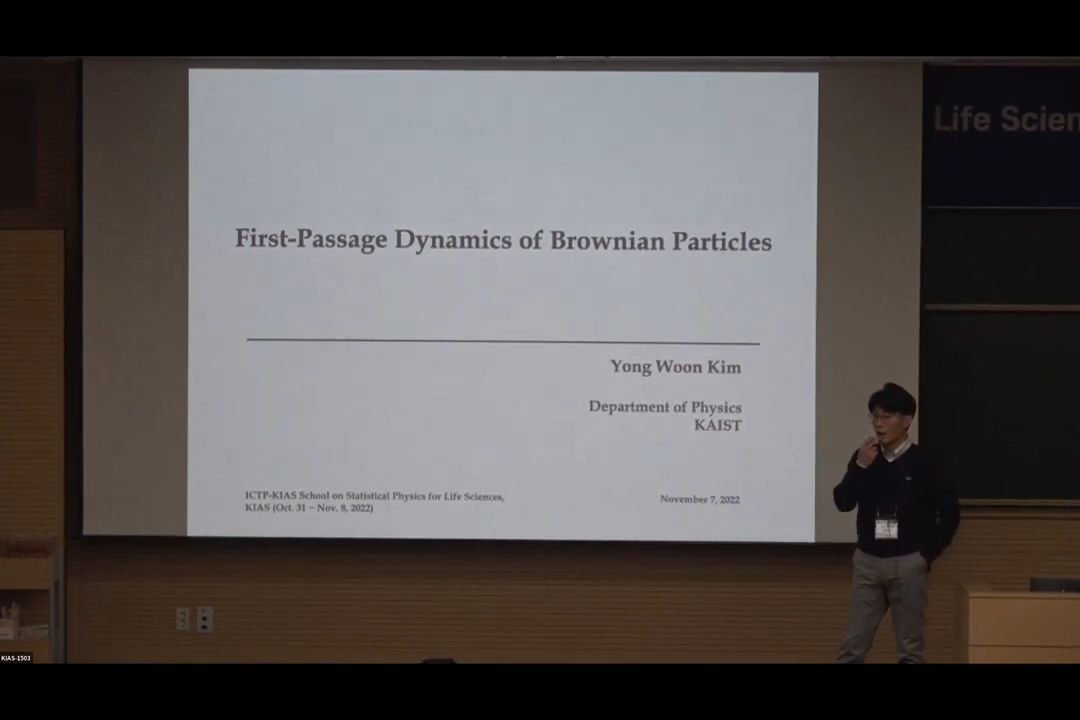 Life Scien
First-Passage Dynamics of Brownian Particles
Yong Woon Kim
Department of Physics
KAIST
ICTP-KIAS School on Statistical Physics for Life Sciences,
KIAS (Oct. 31 – Nov. 8, 2022)
November 7, 2022
KIAS-1503